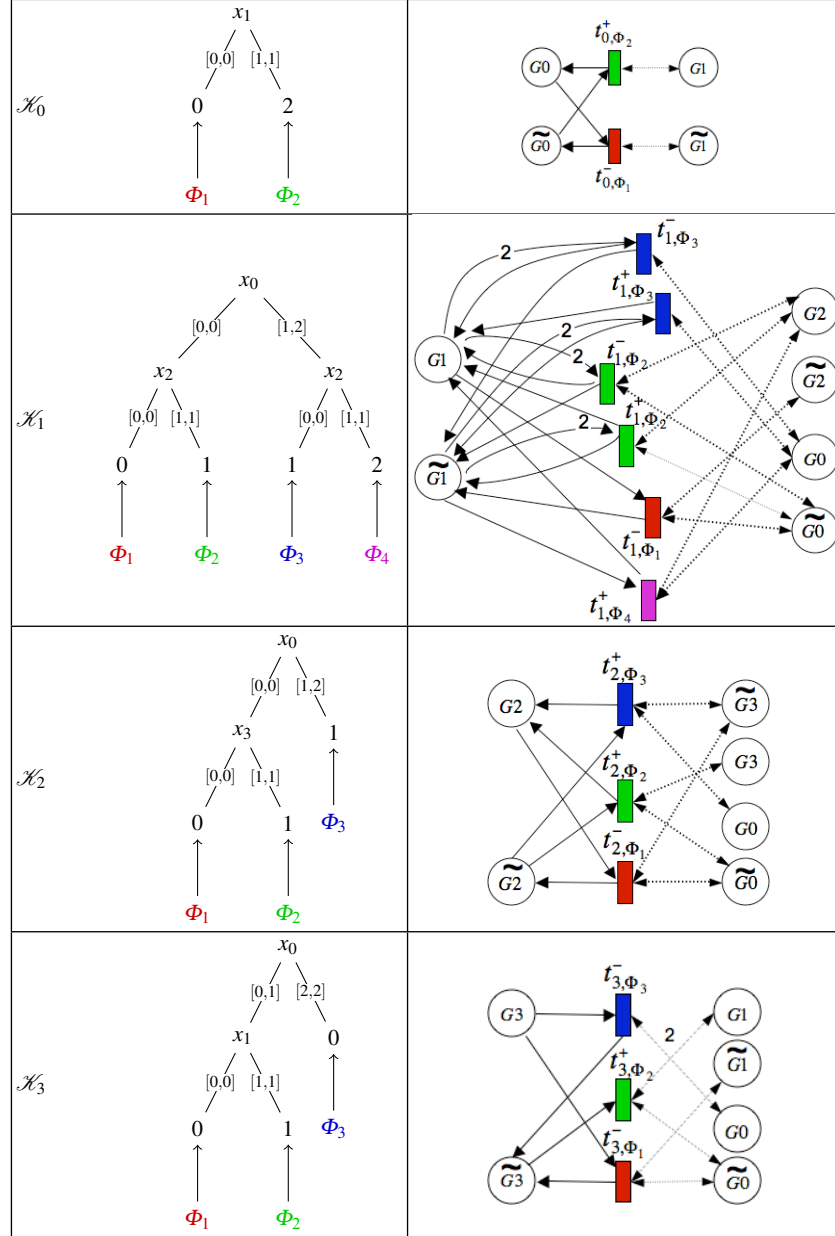 x₁
[0,0] [1,1]
𝒦₀
0 2
Φ₁ Φ₂
t⁺₀,Φ₂
G0 G1
G̃0 G̃1
t⁻₀,Φ₁
x₀
[0,0] [1,2]
x₂ x₂
𝒦₁
[0,0] [1,1] [0,0] [1,1]
0 1 1 2
Φ₁ Φ₂ Φ₃ Φ₄
t⁻₁,Φ₃
2
t⁺₁,Φ₃
G2
2
G1 2 t⁻₁,Φ₂
G̃2
t⁺₁,Φ₂
2
G0
G̃1
G̃0
t⁻₁,Φ₁
t⁺₁,Φ₄
x₀
[0,0] [1,2]
x₃ 1
𝒦₂
[0,0] [1,1]
Φ₃
0 1
Φ₁ Φ₂
t⁺₂,Φ₃
G2 G̃3
t⁺₂,Φ₂ G3
G0
t⁻₂,Φ₁
G̃2 G̃0
x₀
[0,1] [2,2]
x₁ 0
𝒦₃
[0,0] [1,1]
Φ₃
0 1
Φ₁ Φ₂
t⁻₃,Φ₃
G3 G1
2
t⁺₃,Φ₂ G̃1
G0
t⁻₃,Φ₁
G̃3 G̃0